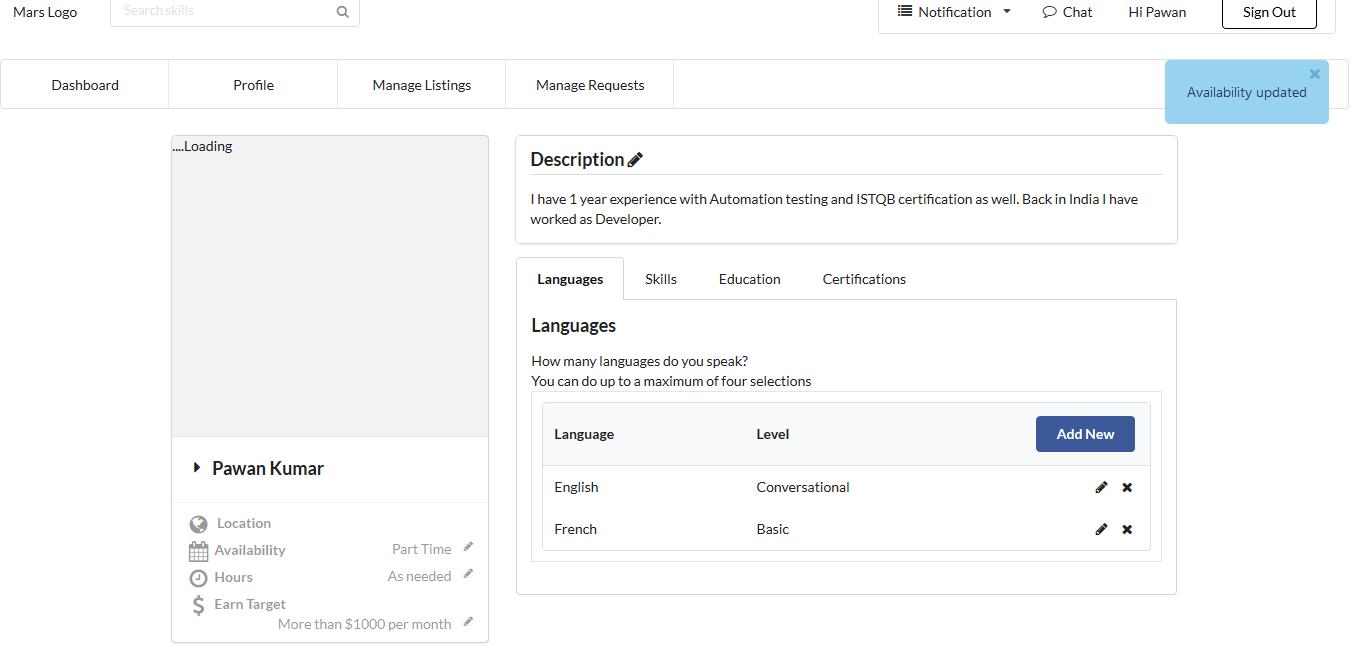 Mars Logo
Search skills
Notification
Chat
Hi Pawan
Sign Out
Dashboard
Profile
Manage Listings
Manage Requests
Availability updated
....Loading
Pawan Kumar
Location
Availability
Part Time
Hours
As needed
Earn Target
More than $1000 per month
Description
I have 1 year experience with Automation testing and ISTQB certification as well. Back in India I have
worked as Developer.
Languages
Skills
Education
Certifications
Languages
How many languages do you speak?
You can do up to a maximum of four selections
Language
Level
Add New
English
Conversational
French
Basic